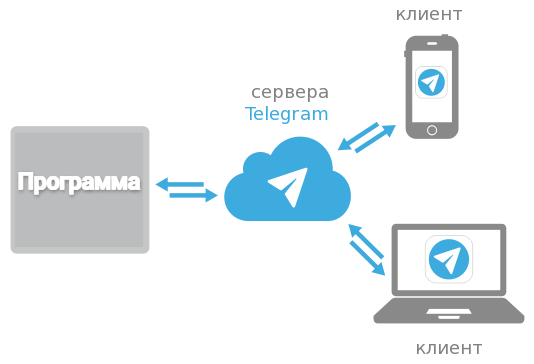 клиент
сервера
Telegram
Программа
клиент